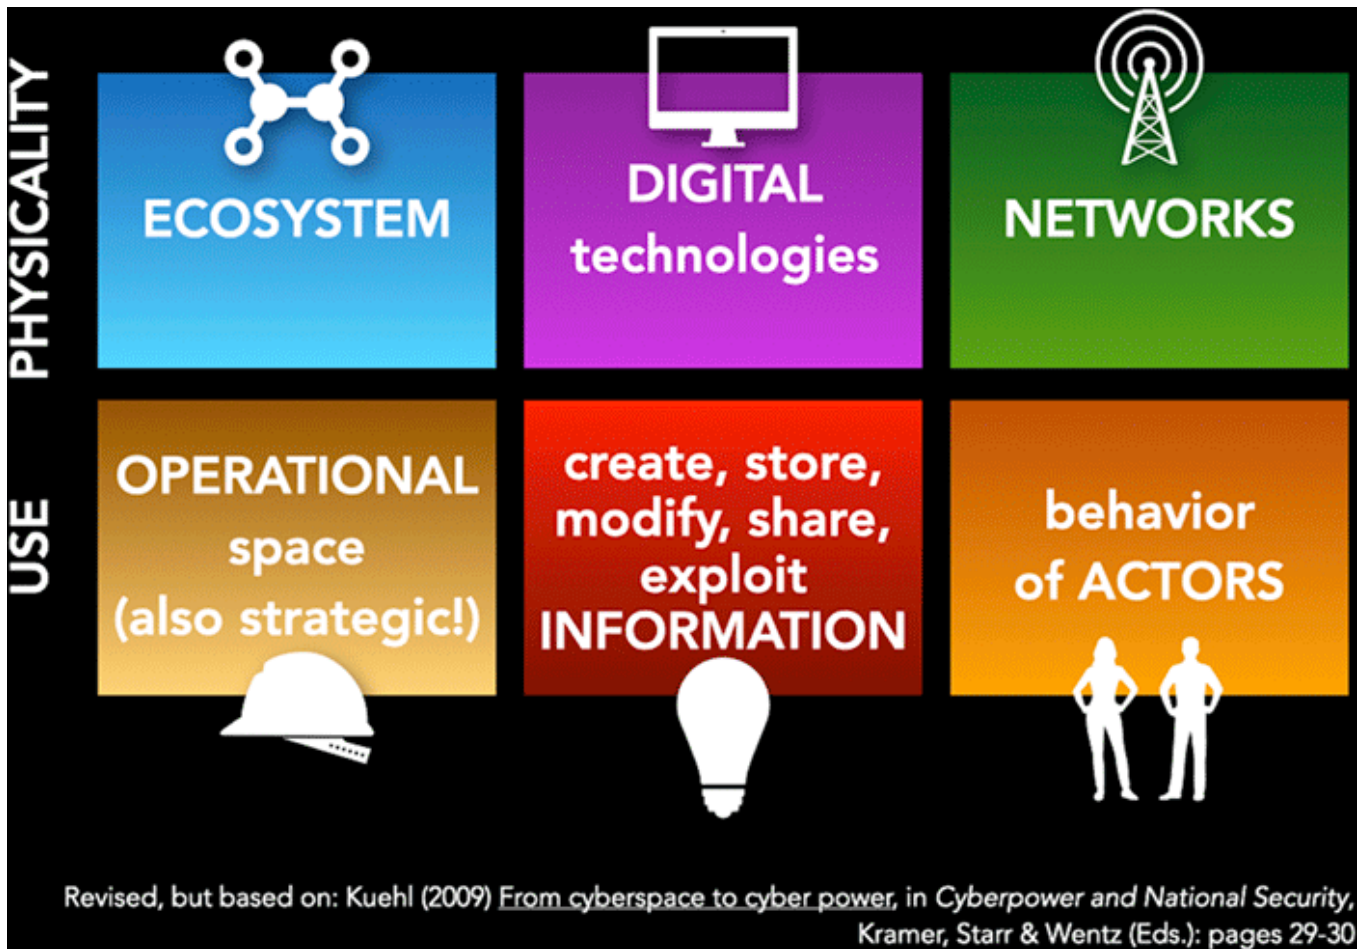 PHYSICALITY
ECOSYSTEM
DIGITAL
technologies
NETWORKS
USE
OPERATIONAL
space
(also strategic!)
create, store,
modify, share,
exploit
INFORMATION
behavior
of ACTORS
Revised, but based on: Kuehl (2009) From cyberspace to cyber power, in Cyberpower and National Security,
Kramer, Starr & Wentz (Eds.): pages 29-30